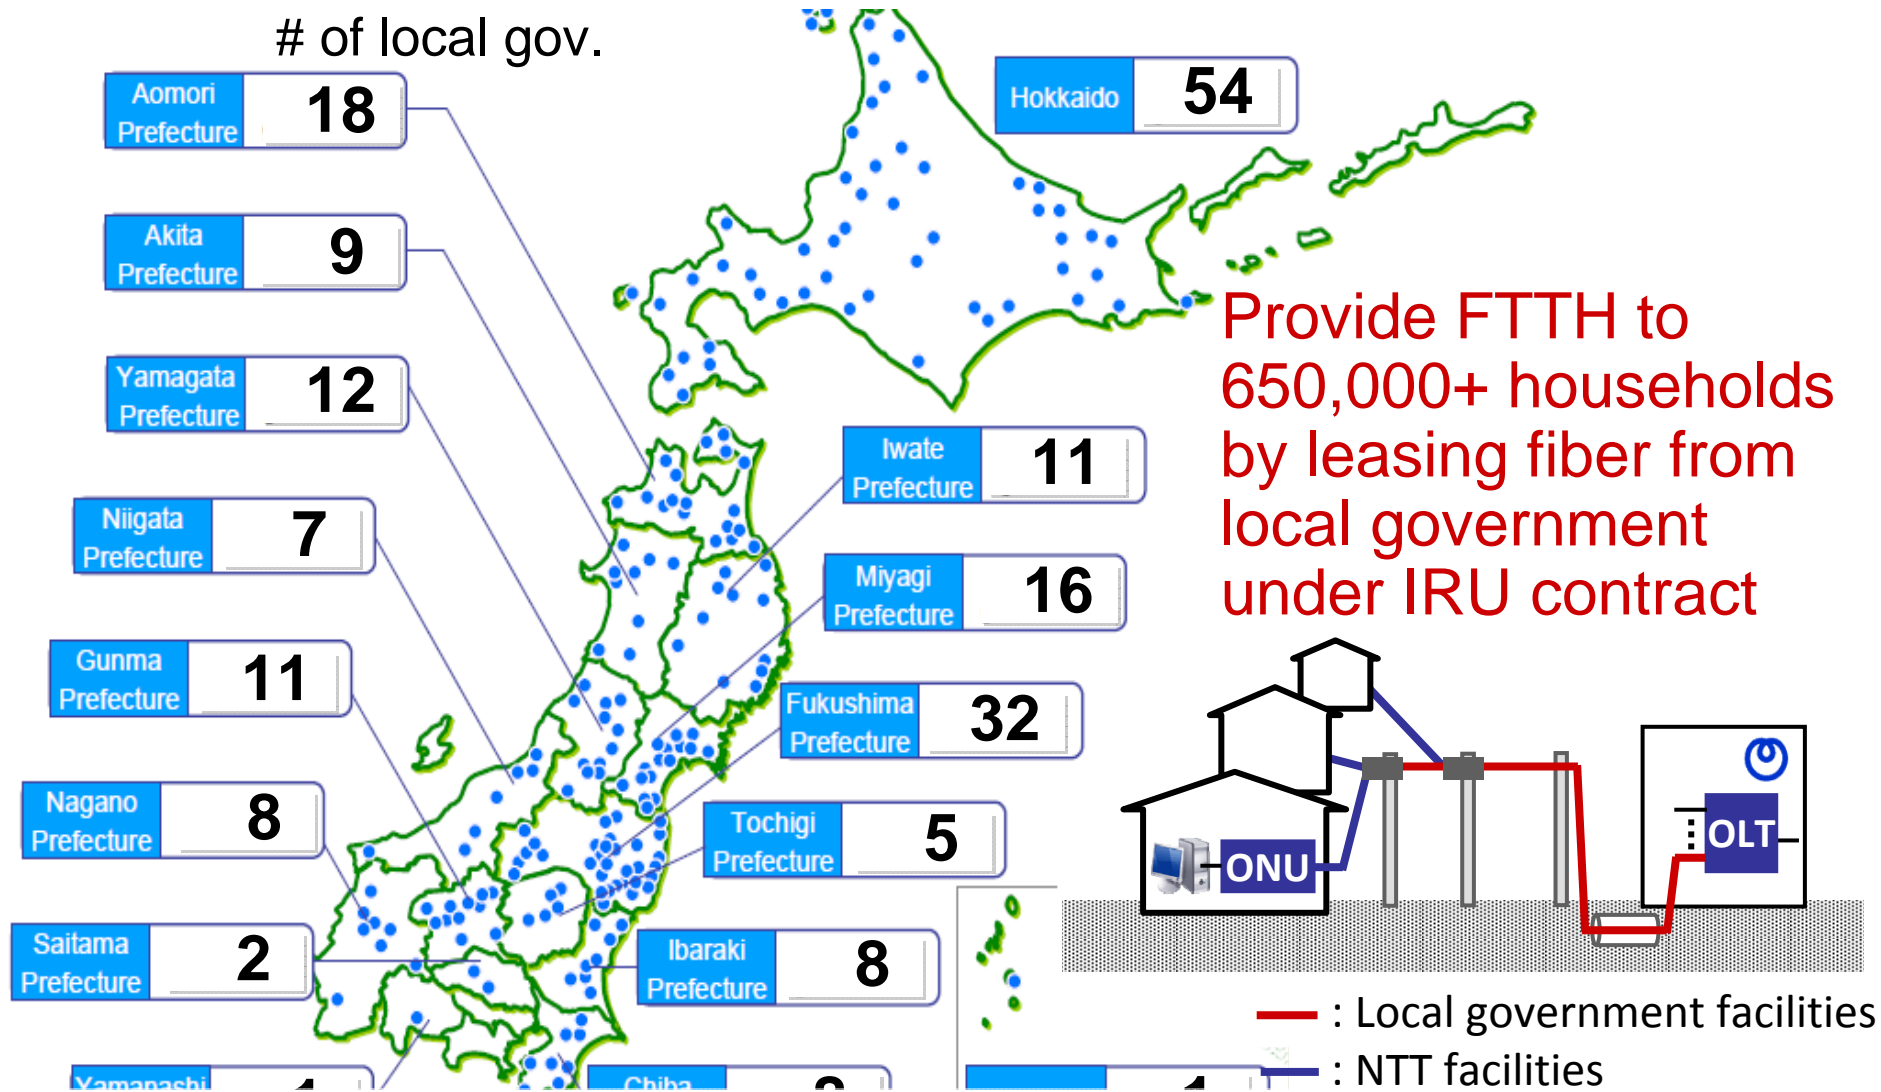 # of local gov.
Aomori
Prefecture
18
Hokkaido
54
Akita
Prefecture
9
Provide FTTH to
650,000+ households
by leasing fiber from
local government
under IRU contract
Yamagata
Prefecture
12
Iwate
Prefecture
11
Niigata
Prefecture
7
Miyagi
Prefecture
16
Gunma
Prefecture
11
Fukushima
Prefecture
32
Nagano
Prefecture
8
Tochigi
Prefecture
5
ONU
OLT
Saitama
Prefecture
2
Ibaraki
Prefecture
8
: Local government facilities
: NTT facilities
Yamanashi
Chiba